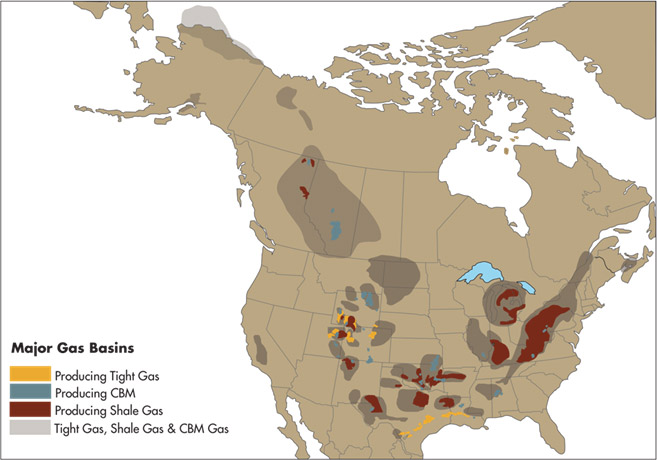 Major Gas Basins
Producing Tight Gas
Producing CBM
Producing Shale Gas
Tight Gas, Shale Gas & CBM Gas